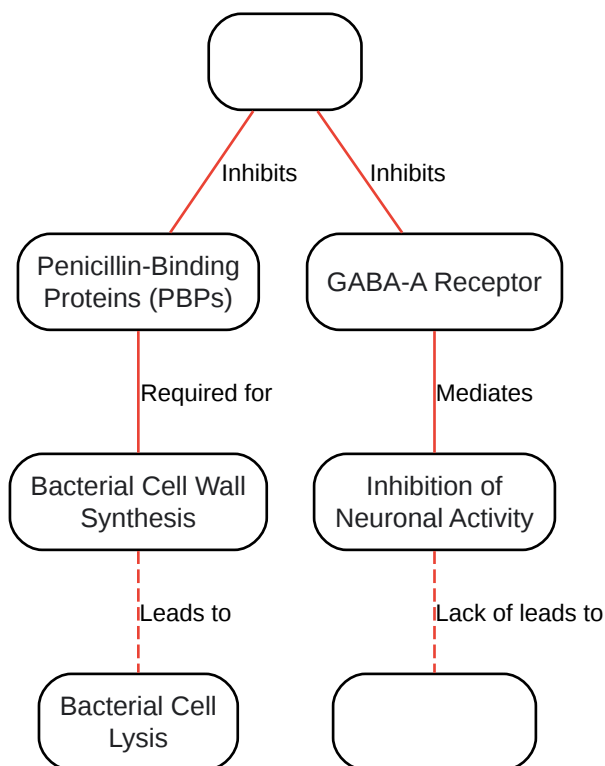 Inhibits
Inhibits
Penicillin-Binding
Proteins (PBPs)
GABA-A Receptor
Required for
Mediates
Bacterial Cell Wall
Synthesis
Inhibition of
Neuronal Activity
Leads to
Lack of leads to
Bacterial Cell
Lysis